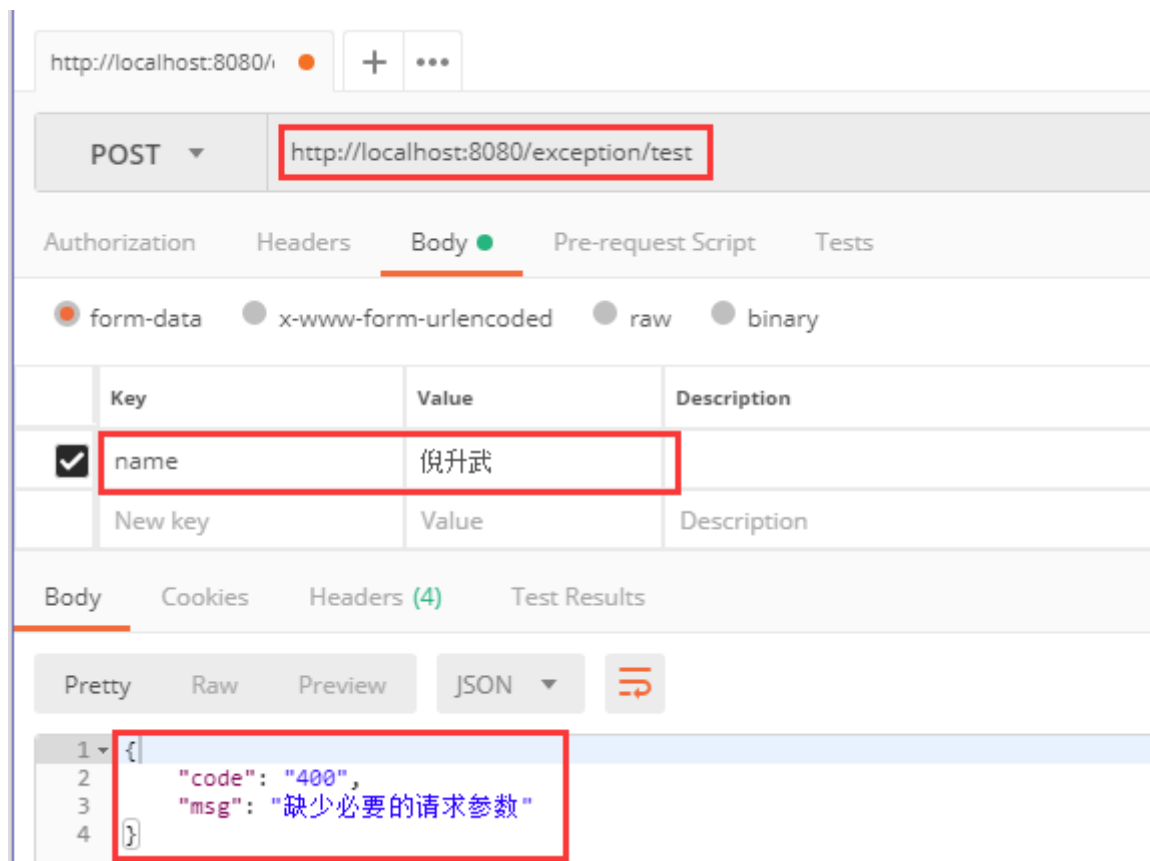 http://localhost:8080/
POST http://localhost:8080/exception/test
Authorization Headers Body Pre-request Script Tests
form-data x-www-form-urlencoded raw binary
Key Value Description
name 倪升武
New key Value Description
Body Cookies Headers (4) Test Results
Pretty Raw Preview JSON
1 {
2 "code": "400",
3 "msg": "缺少必要的请求参数"
4 }